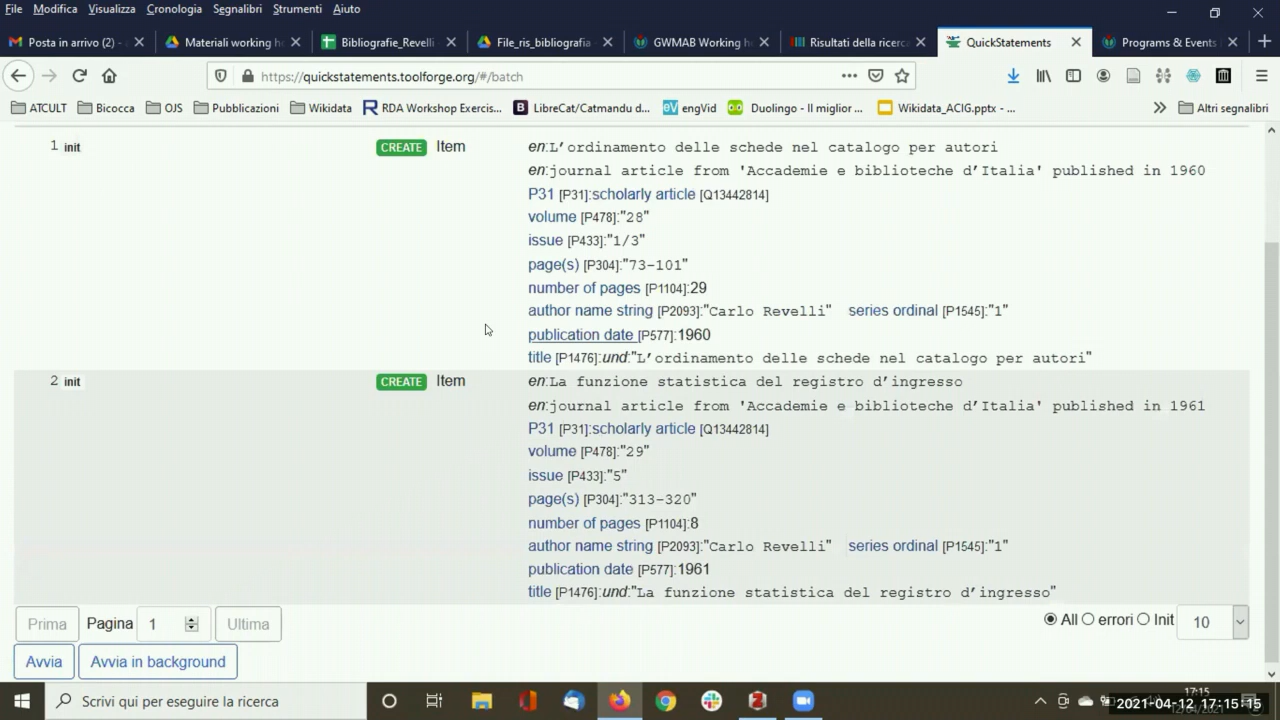 File Modifica Visualizza Cronologia Segnalibri Strumenti Aiuto
Posta in arrivo (2) - Materiali working h Bibliografie_Revelli File_ris_bibliografia - GWMAB Working h Risultati della ricerc QuickStatements Programs & Events
https://quickstatements.toolforge.org/#/batch
ATCULT Bicocca OJS Pubblicazioni Wikidata RDA Workshop Exercis... LibreCat/Catmandu d... engVid Duolingo - Il miglior ... Wikidata_ACIG.pptx - ... Altri segnalibri
1 init CREATE Item en:L’ordinamento delle schede nel catalogo per autori
en:journal article from 'Accademie e biblioteche d’Italia' published in 1960
P31 [P31]:scholarly article [Q13442814]
volume [P478]:"28"
issue [P433]:"1/3"
page(s) [P304]:"73-101"
number of pages [P1104]:29
author name string [P2093]:"Carlo Revelli" series ordinal [P1545]:"1"
publication date [P577]:1960
title [P1476]:und:"L’ordinamento delle schede nel catalogo per autori"
2 init CREATE Item en:La funzione statistica del registro d’ingresso
en:journal article from 'Accademie e biblioteche d’Italia' published in 1961
P31 [P31]:scholarly article [Q13442814]
volume [P478]:"29"
issue [P433]:"5"
page(s) [P304]:"313-320"
number of pages [P1104]:8
author name string [P2093]:"Carlo Revelli" series ordinal [P1545]:"1"
publication date [P577]:1961
title [P1476]:und:"La funzione statistica del registro d’ingresso"
Prima Pagina 1 Ultima All errori Init 10
Avvia Avvia in background
Scrivi qui per eseguire la ricerca
17:15
2021-04-12, 17:15:15